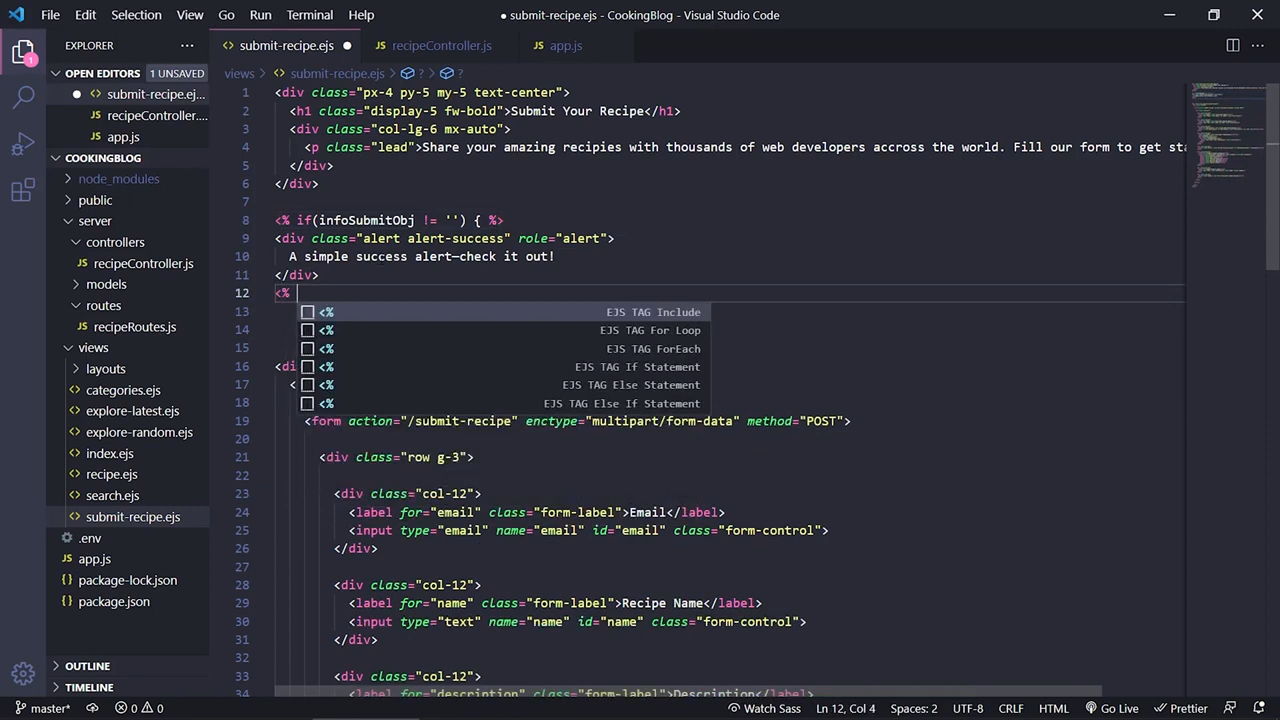 File Edit Selection View Go Run Terminal Help
● submit-recipe.ejs - CookingBlog - Visual Studio Code
EXPLORER ···
submit-recipe.ejs ●
recipeController.js
app.js
OPEN EDITORS 1 UNSAVED
submit-recipe.ej...
recipeController....
app.js
COOKINGBLOG
node_modules
public
server
controllers
recipeController.js
models
routes
recipeRoutes.js
views
layouts
categories.ejs
explore-latest.ejs
explore-random.ejs
index.ejs
recipe.ejs
search.ejs
submit-recipe.ejs
.env
app.js
package-lock.json
package.json
OUTLINE
TIMELINE
1
views > submit-recipe.ejs > ? > ?
1 <div class="px-4 py-5 my-5 text-center">
2 <h1 class="display-5 fw-bold">Submit Your Recipe</h1>
3 <div class="col-lg-6 mx-auto">
4 <p class="lead">Share your amazing recipies with thousands of web developers accross the world. Fill our form to get sta
5 </div>
6 </div>
7
8 <% if(infoSubmitObj != '') { %>
9 <div class="alert alert-success" role="alert">
10 A simple success alert—check it out!
11 </div>
12 <%
13 <% EJS TAG Include
14 <% EJS TAG For Loop
15 <% EJS TAG ForEach
16 <di <% EJS TAG If Statement
17 < <% EJS TAG Else Statement
18 <% EJS TAG Else If Statement
19 <form action="/submit-recipe" enctype="multipart/form-data" method="POST">
20
21 <div class="row g-3">
22
23 <div class="col-12">
24 <label for="email" class="form-label">Email</label>
25 <input type="email" name="email" id="email" class="form-control">
26 </div>
27
28 <div class="col-12">
29 <label for="name" class="form-label">Recipe Name</label>
30 <input type="text" name="name" id="name" class="form-control">
31 </div>
32
33 <div class="col-12">
34 <label for="description" class="form-label">Description</label>
master* 0 0 Watch Sass Ln 12, Col 4 Spaces: 2 UTF-8 CRLF HTML Go Live Prettier